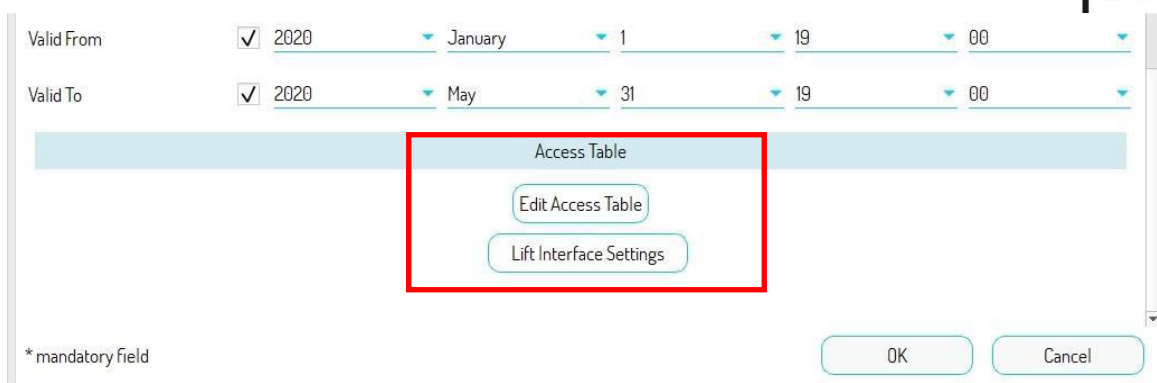 Valid From 2020 January 1 19 00
Valid To 2020 May 31 19 00
Access Table
Edit Access Table
Lift Interface Settings
* mandatory field OK Cancel